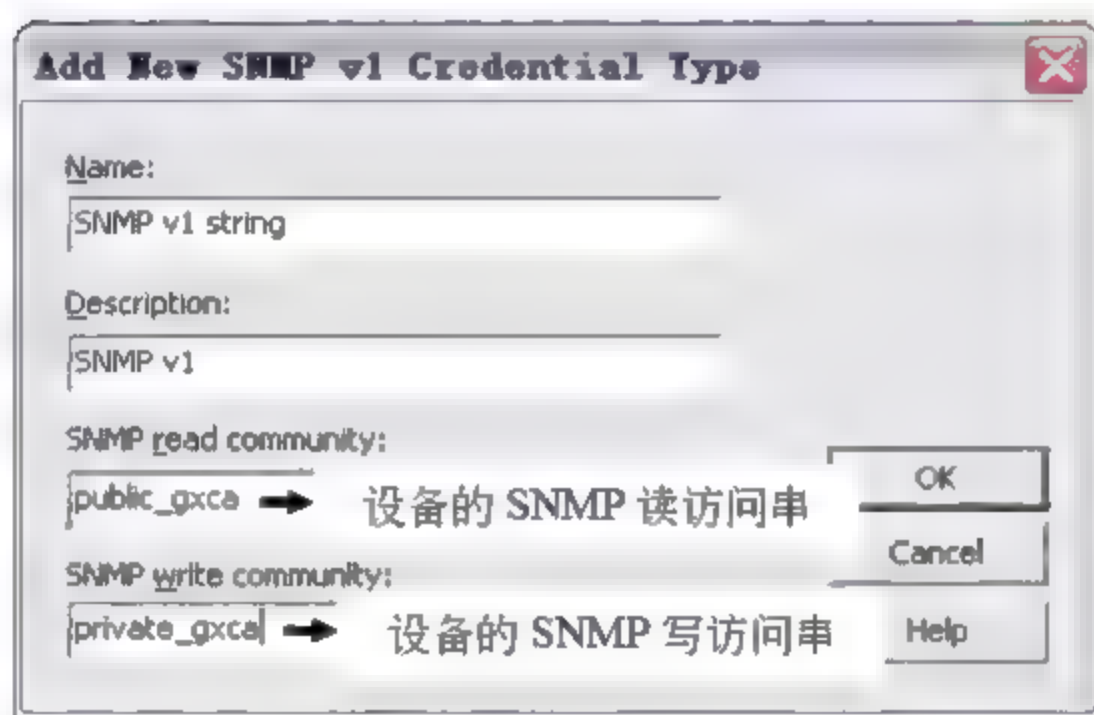 Add New SNMP v1 Credential Type
Name:
SNMP v1 string
Description:
SNMP v1
SNMP read community:
public_gxca → 设备的 SNMP 读访问串
OK
Cancel
SNMP write community:
private_gxca → 设备的 SNMP 写访问串
Help